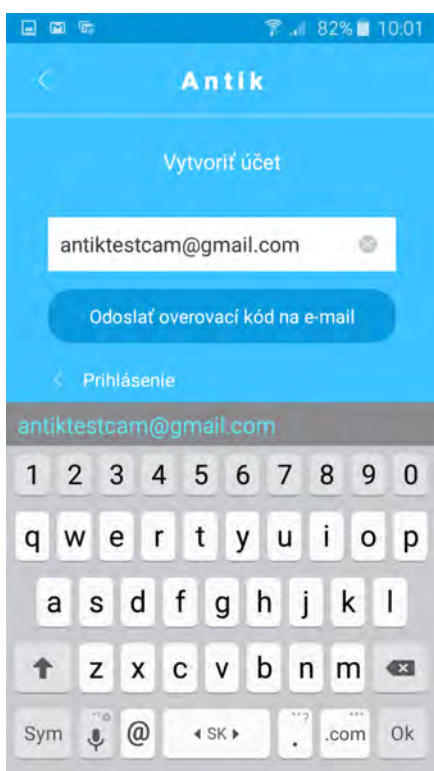 82% 10:01
Antik
Vytvoriť účet
antiktestcam@gmail.com
Odoslať overovací kód na e-mail
Prihlásenie
antiktestcam@gmail.com
1 2 3 4 5 6 7 8 9 0
q w e r t y u i o p
a s d f g h j k l
z x c v b n m
Sym @ SK . .com Ok